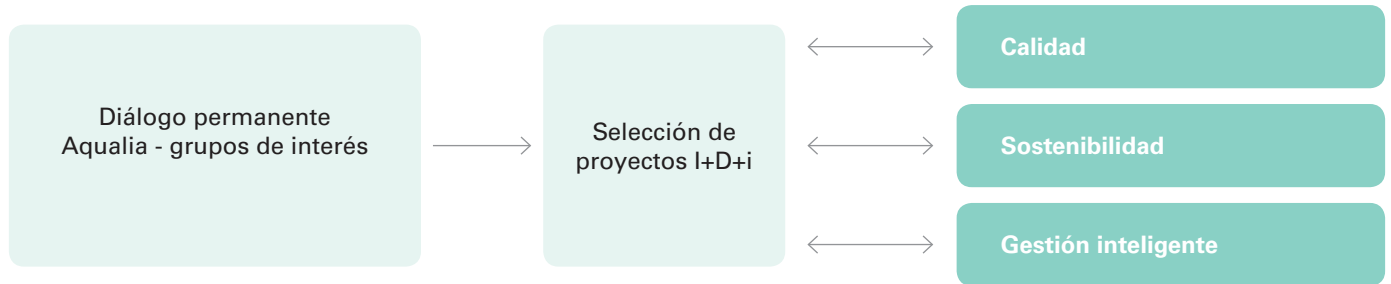 Diálogo permanente
Aqualia - grupos de interés
Selección de
proyectos I+D+i
Calidad
Sostenibilidad
Gestión inteligente